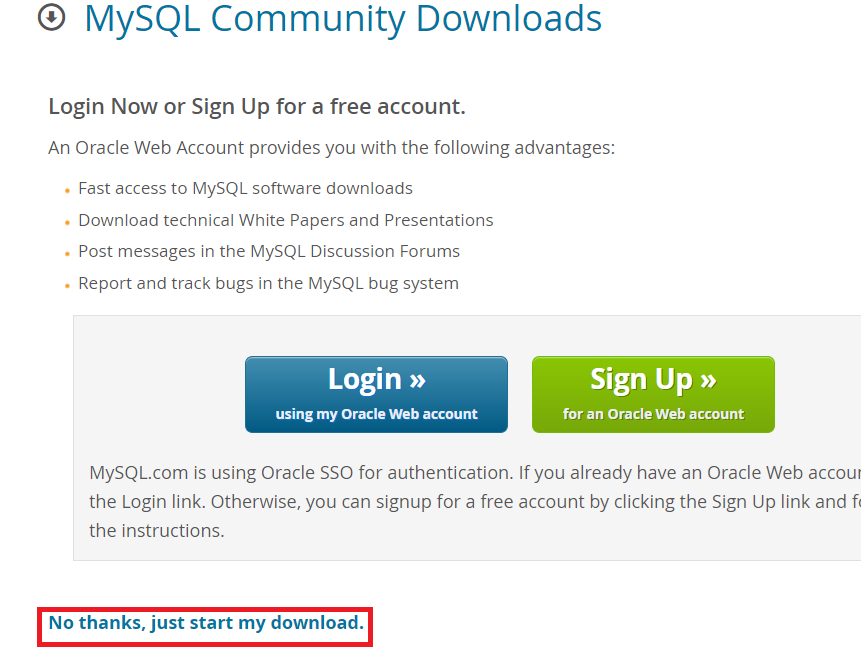 MySQL Community Downloads
Login Now or Sign Up for a free account.
An Oracle Web Account provides you with the following advantages:
Fast access to MySQL software downloads
Download technical White Papers and Presentations
Post messages in the MySQL Discussion Forums
Report and track bugs in the MySQL bug system
Login »
using my Oracle Web account
Sign Up »
for an Oracle Web account
MySQL.com is using Oracle SSO for authentication. If you already have an Oracle Web
the Login link. Otherwise, you can signup for a free account by clicking the Sign Up link and
the instructions.
No thanks, just start my download.